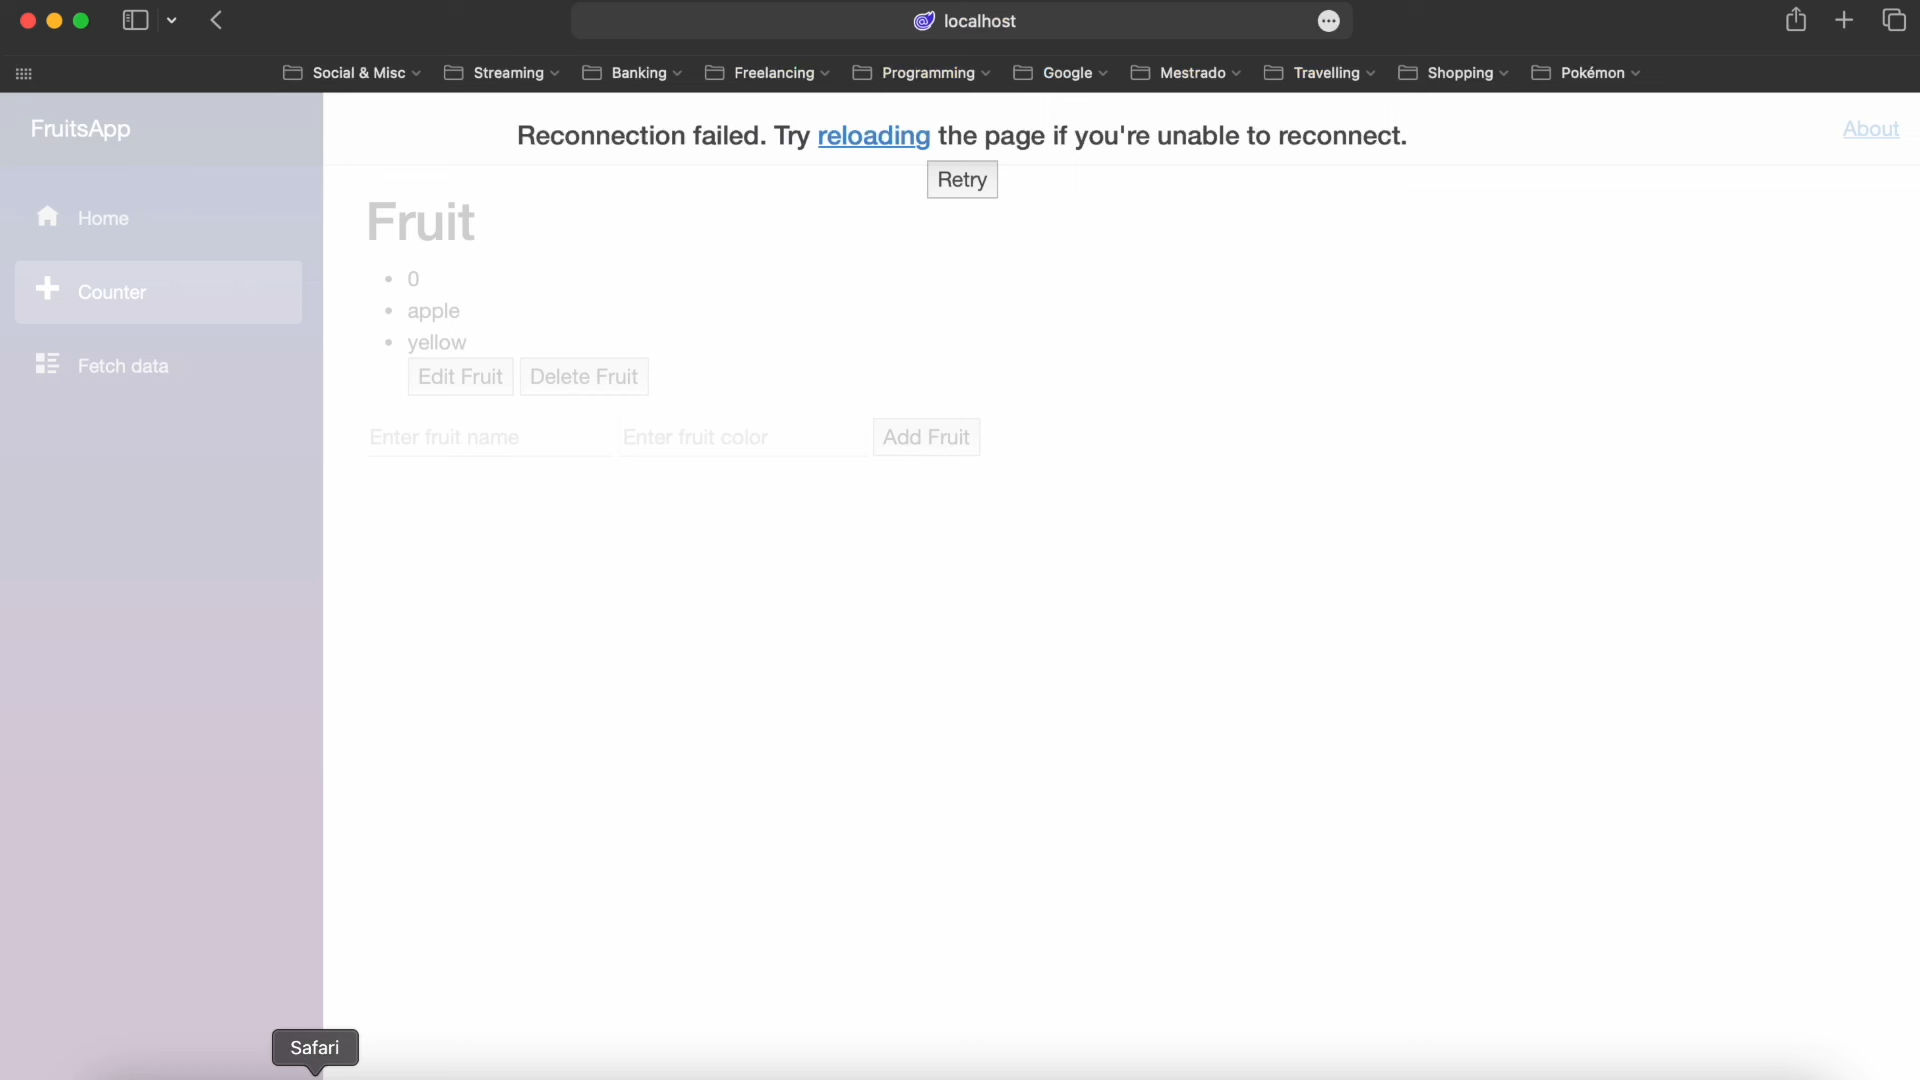 localhost
Social & Misc
Streaming
Banking
Freelancing
Programming
Google
Mestrado
Travelling
Shopping
Pokémon
FruitsApp
Reconnection failed. Try reloading the page if you're unable to reconnect.
About
Retry
Home
Counter
Fetch data
Fruit
0
apple
yellow
Edit Fruit Delete Fruit
Enter fruit name Enter fruit color Add Fruit
Safari